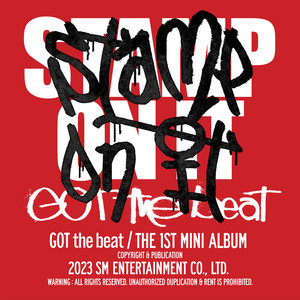 STAMP
ON IT
stamp
on it
GOT the beat
GOT the beat / THE 1ST MINI ALBUM
COPYRIGHT & PUBLICATION
2023 SM ENTERTAINMENT CO., LTD.
WARNING : ALL RIGHTS RESERVED. UNAUTHORIZED DUPLICATION & RENT IS PROHIBITED.